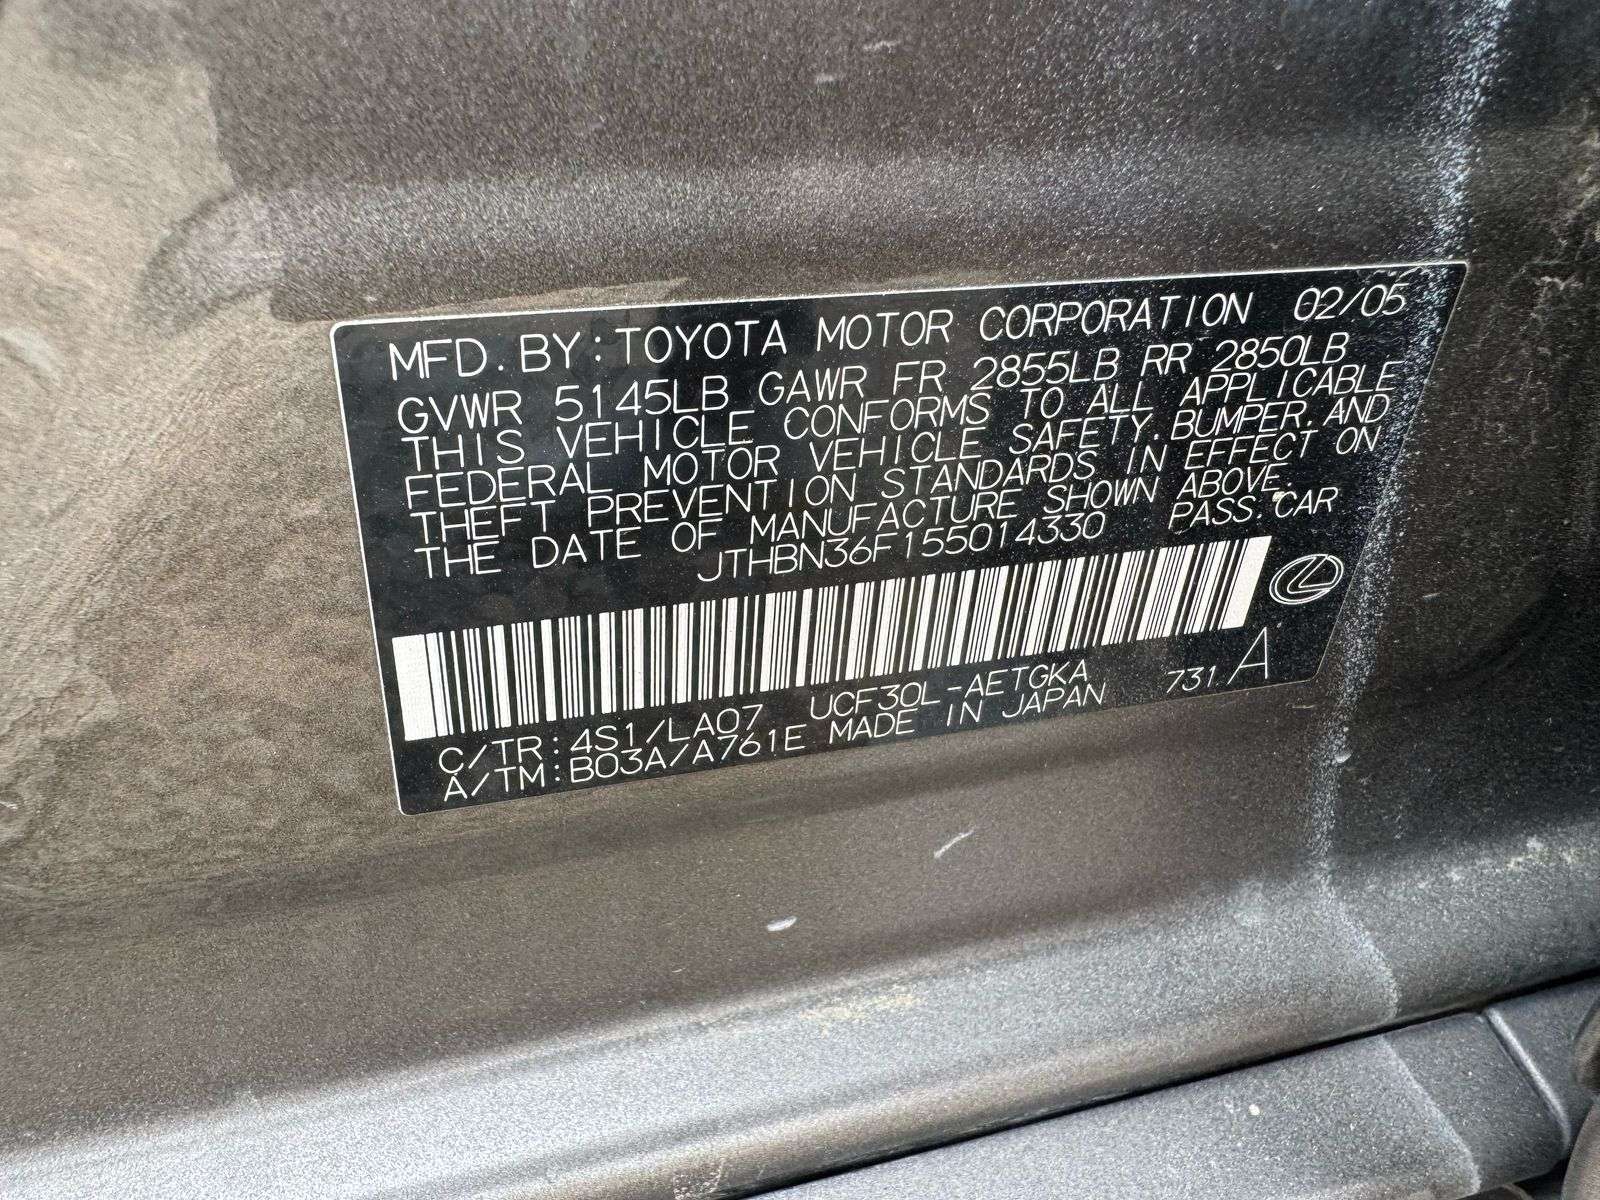 MFD. BY: TOYOTA MOTOR CORPORATION 02/05
GVWR 5145LB GAWR FR 2855LB RR 2850LB
THIS VEHICLE CONFORMS TO ALL APPLICABLE
FEDERAL MOTOR VEHICLE SAFETY, BUMPER, AND
THEFT PREVENTION STANDARDS IN EFFECT ON
THE DATE OF MANUFACTURE SHOWN ABOVE.
JTHBN36F155014330 PASS. CAR
C/TR: 4S1/LA07 UCF30L-AETGKA 731 A
A/TM: B03A/A761E MADE IN JAPAN